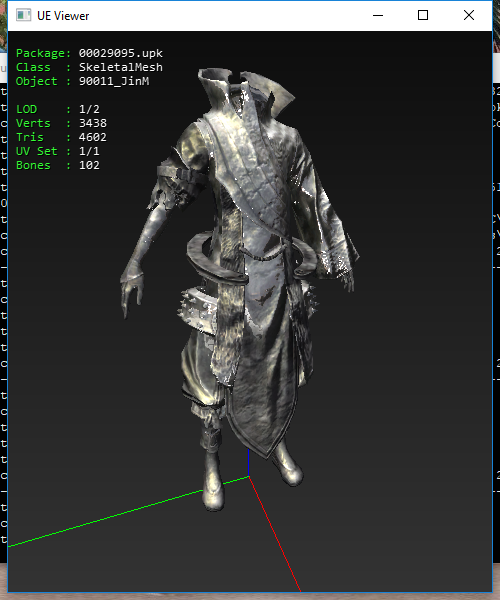 UE Viewer
Package: 00029095.upk
Class : SkeletalMesh
Object : 90011_JinM
LOD : 1/2
Verts : 3438
Tris : 4602
UV Set : 1/1
Bones : 102